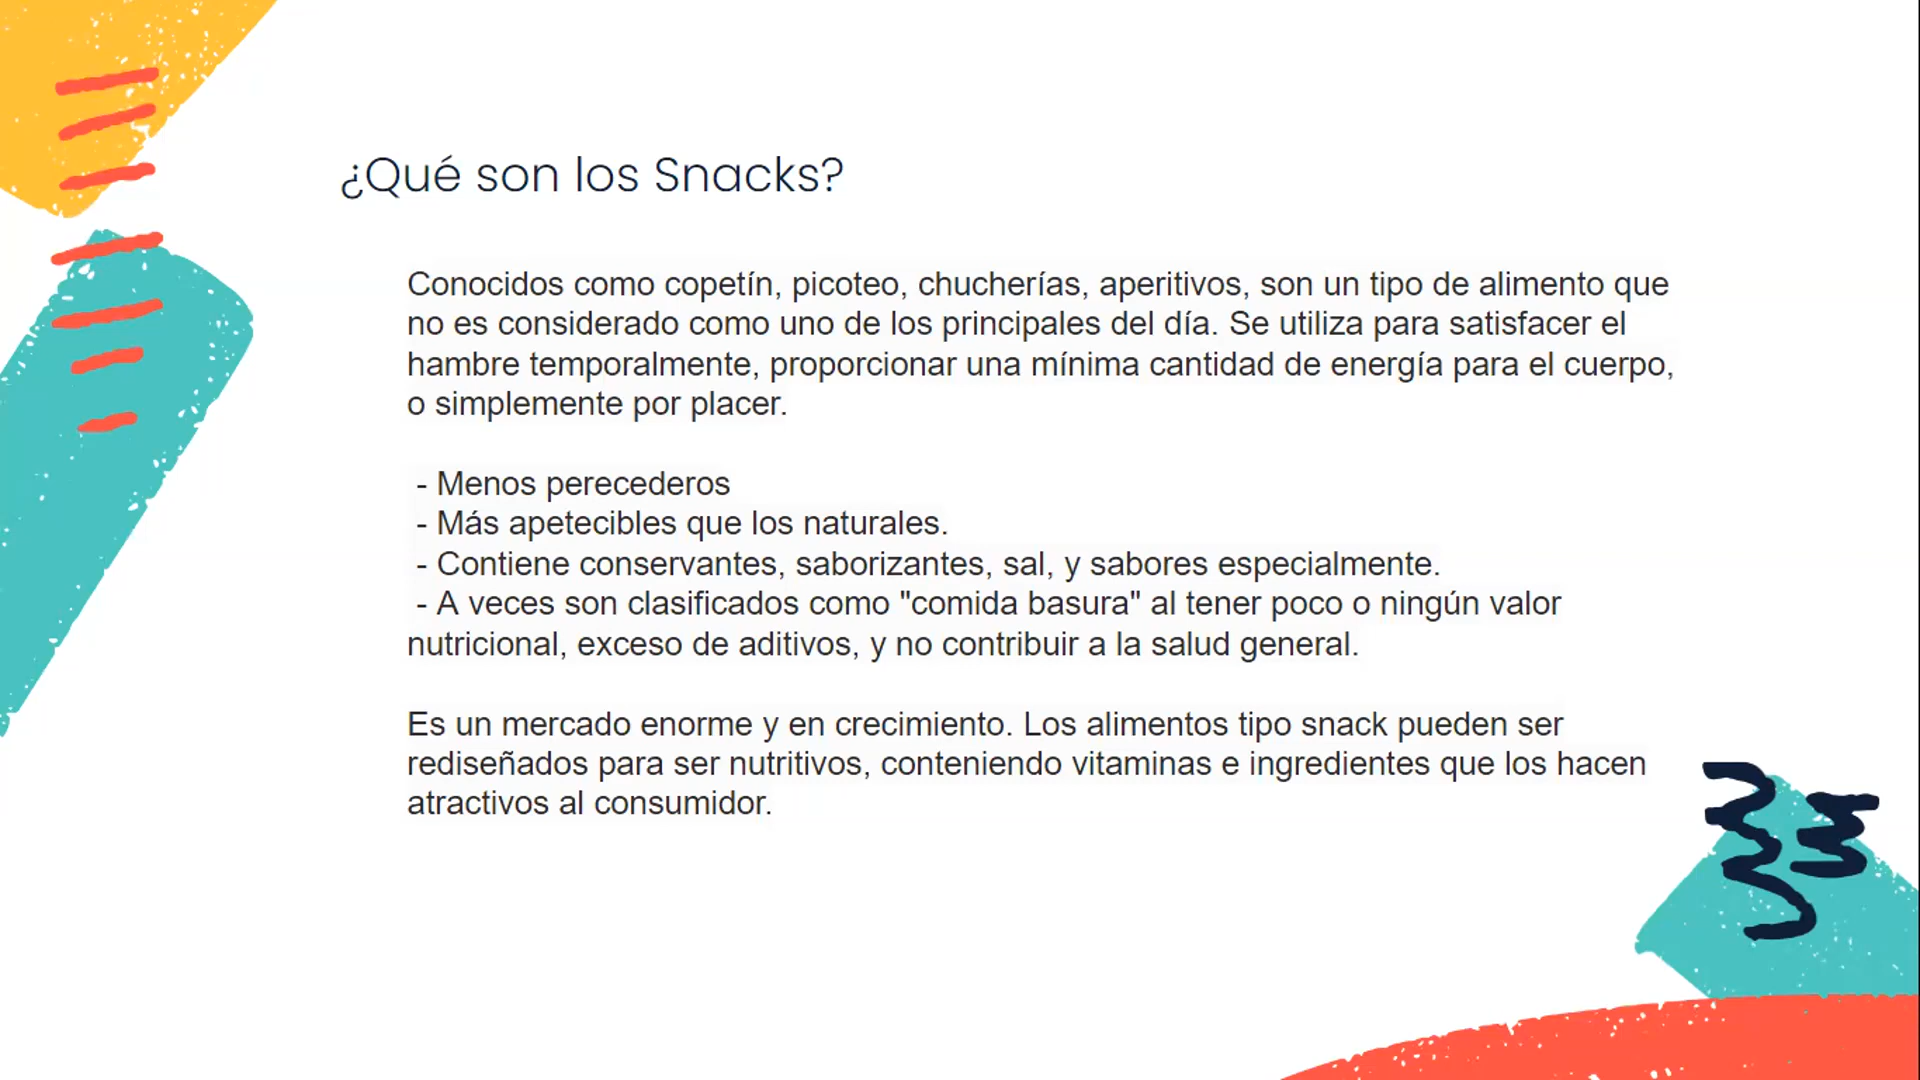 ¿Qué son los Snacks?
Conocidos como copetín, picoteo, chucherías, aperitivos, son un tipo de alimento que
no es considerado como uno de los principales del día. Se utiliza para satisfacer el
hambre temporalmente, proporcionar una mínima cantidad de energía para el cuerpo,
o simplemente por placer.
- Menos perecederos
- Más apetecibles que los naturales.
- Contiene conservantes, saborizantes, sal, y sabores especialmente.
- A veces son clasificados como "comida basura" al tener poco o ningún valor
nutricional, exceso de aditivos, y no contribuir a la salud general.
Es un mercado enorme y en crecimiento. Los alimentos tipo snack pueden ser
rediseñados para ser nutritivos, conteniendo vitaminas e ingredientes que los hacen
atractivos al consumidor.